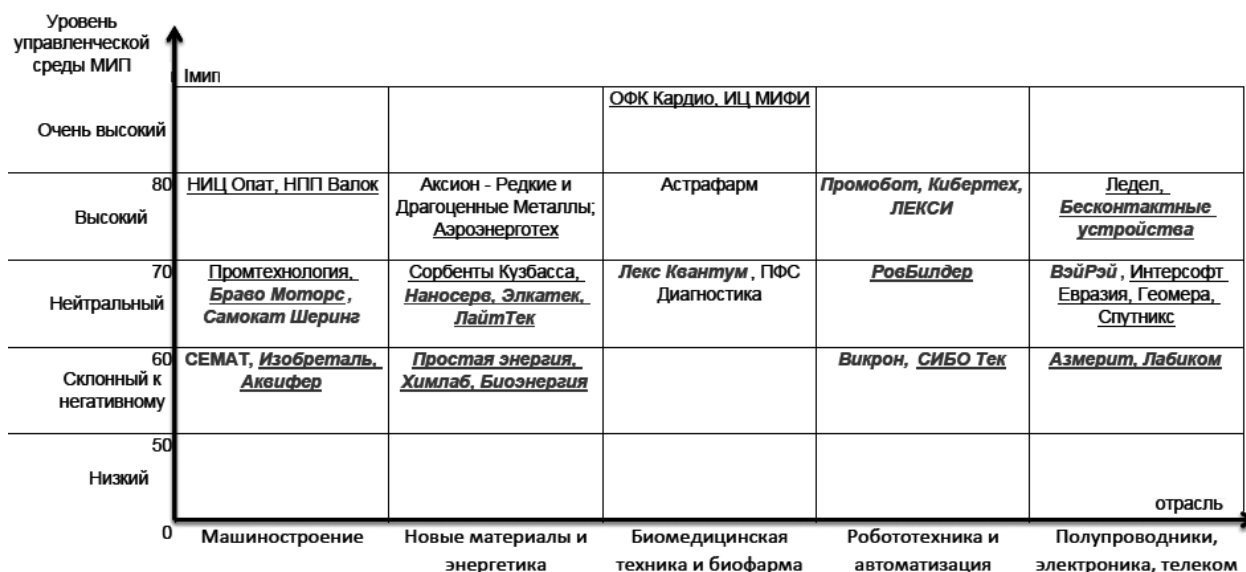 Уровень
управленческой
среды МИП
Iмип
ОФК Кардио, ИЦ МИФИ
Очень высокий
80
НИЦ Опат, НПП Валок
Аксион - Редкие и
Драгоценные Металлы;
Аэроэнерготех
Астрафарм
Промобот, Кибертех,
ЛЕКСИ
Ледел,
Бесконтактные
устройства
Высокий
70
Промтехнология,
Браво Моторс,
Самокат Шеринг
Сорбенты Кузбасса,
Наносерв, Элкатек,
ЛайтТек
Лекс Квантум, ПФС
Диагностика
РовБилдер
ВэйРэй, Интерсофт
Евразия, Геомера,
Спутникс
Нейтральный
60
СЕМАТ, Изобреталь,
Аквифер
Простая энергия,
Химлаб, Биоэнергия
Викрон, СИБО Тек
Азмерит, Лабиком
Склонный к
негативному
50
Низкий
отрасль
0
Машиностроение
Новые материалы и
энергетика
Биомедицинская
техника и биофарма
Робототехника и
автоматизация
Полупроводники,
электроника, телеком